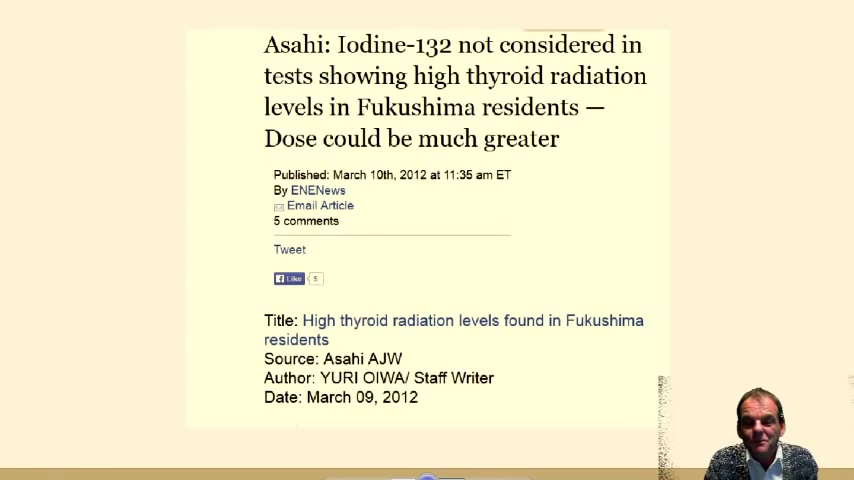 Asahi: Iodine-132 not considered in
tests showing high thyroid radiation
levels in Fukushima residents —
Dose could be much greater
Published: March 10th, 2012 at 11:35 am ET
By ENENews
Email Article
5 comments
Tweet
Like 5
Title: High thyroid radiation levels found in Fukushima
residents
Source: Asahi AJW
Author: YURI OIWA/ Staff Writer
Date: March 09, 2012